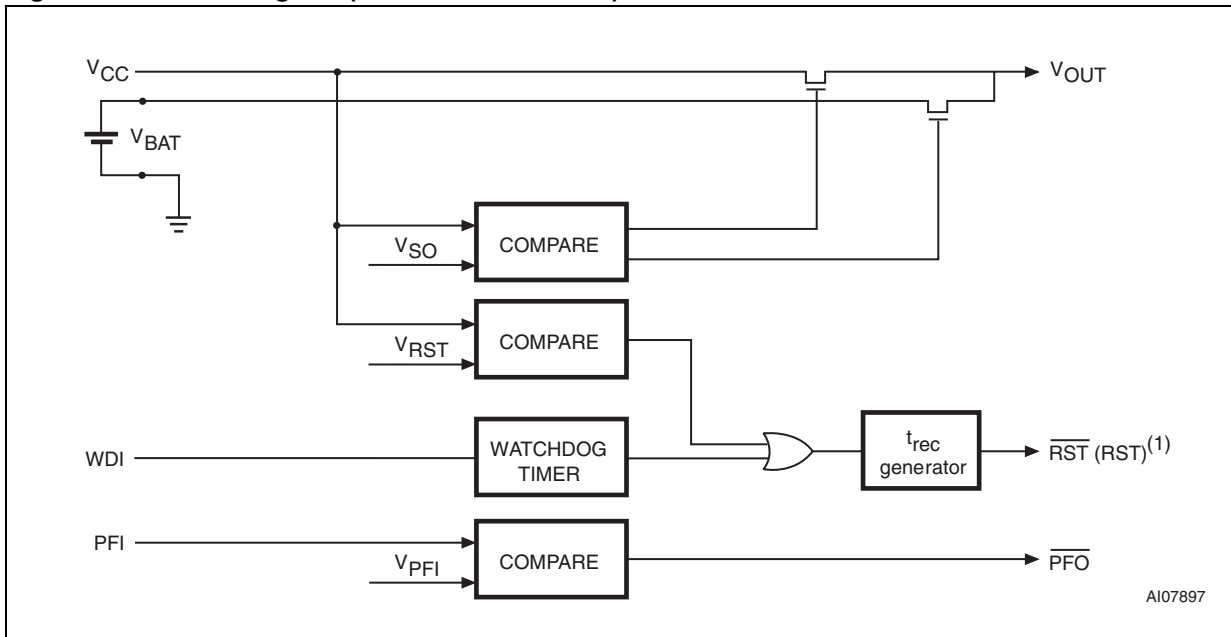 VCC
VOUT
VBAT
VSO
COMPARE
VRST
COMPARE
WDI
WATCHDOG
TIMER
trec
generator
RST (RST)(1)
PFI
VPFI
COMPARE
PFO
AI07897